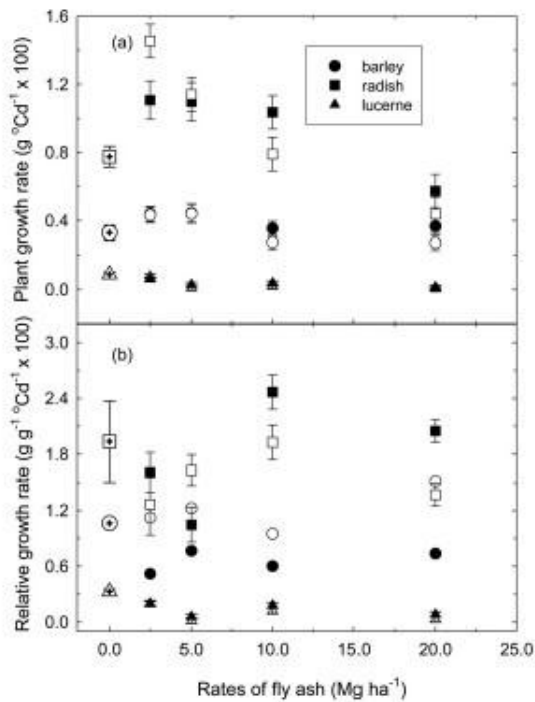 1.6
(a)
barley
radish
lucerne
1.2
0.8
0.4
0.0
Plant growth rate (g ºCd⁻¹ x 100)
3.0
(b)
2.4
1.8
1.2
0.6
0.0
Relative growth rate (g g⁻¹ ºCd⁻¹ x 100)
0.0 5.0 10.0 15.0 20.0 25.0
Rates of fly ash (Mg ha⁻¹)